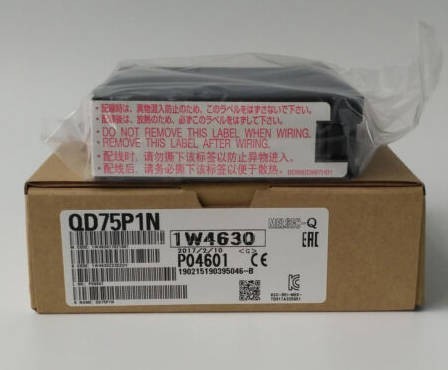 ・配線時は、異物混入防止のため、このラベルをはずさないで下さい。
・配線後は、放熱のため、必ずこのラベルをはずして下さい。
・DO NOT REMOVE THIS LABEL WHEN WIRING.
・REMOVE THIS LABEL AFTER WIRING.
・配线时，请勿撕下该标签以防止异物进入。
・配线后，请务必撕下该标签以便于散热。
QD75P1N
MELSEC-Q
1W4630
EAC
2017/2/10 <G>
P04601 CE
190215190395046-B